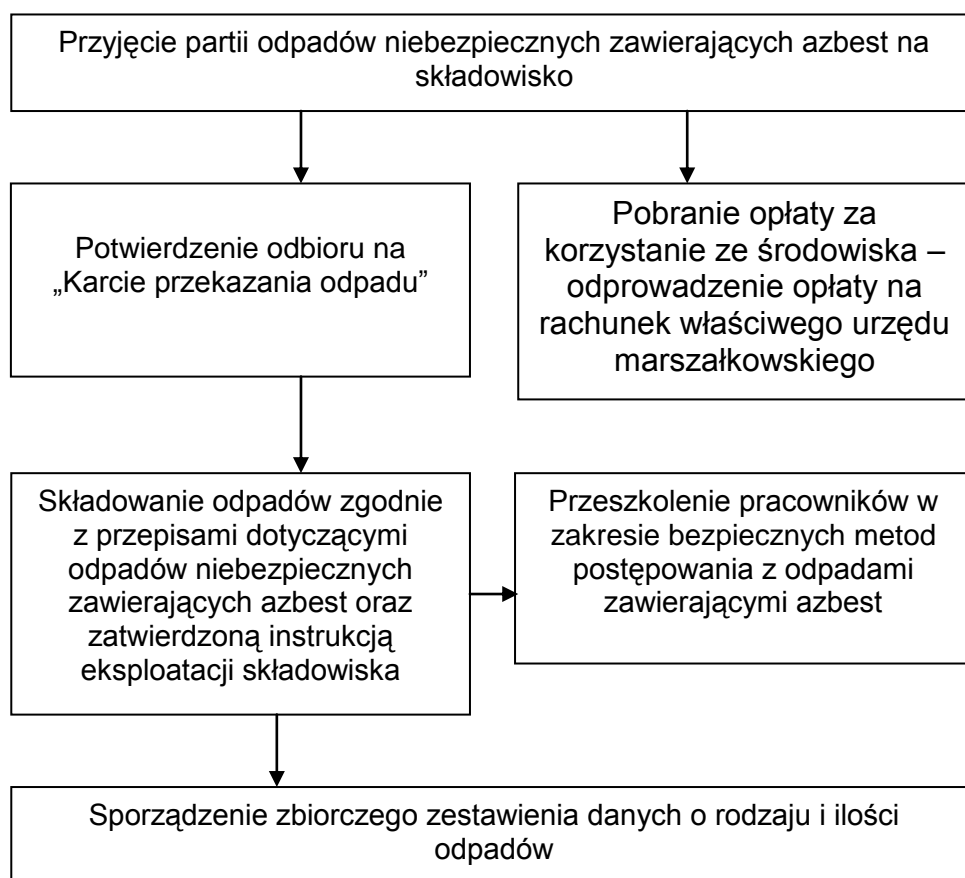 Przyjęcie partii odpadów niebezpiecznych zawierających azbest na
składowisko
Potwierdzenie odbioru na
„Karcie przekazania odpadu”
Pobranie opłaty za
korzystanie ze środowiska –
odprowadzenie opłaty na
rachunek właściwego urzędu
marszałkowskiego
Składowanie odpadów zgodnie
z przepisami dotyczącymi
odpadów niebezpiecznych
zawierających azbest oraz
zatwierdzoną instrukcją
eksploatacji składowiska
Przeszkolenie pracowników w
zakresie bezpiecznych metod
postępowania z odpadami
zawierającymi azbest
Sporządzenie zbiorczego zestawienia danych o rodzaju i ilości
odpadów